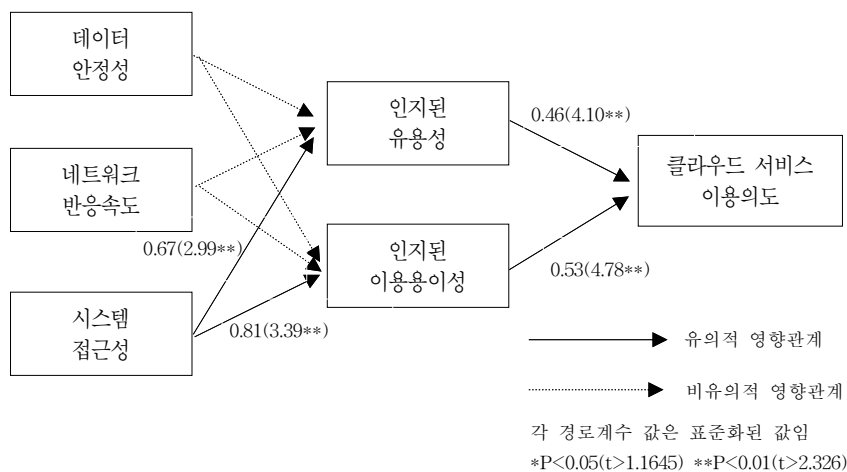 데이터
안정성
인지된
유용성
0.46(4.10**)
네트워크
반응속도
클라우드 서비스
이용의도
0.67(2.99**)
인지된
이용용이성
0.53(4.78**)
시스템
접근성
0.81(3.39**)
유의적 영향관계
비유의적 영향관계
각 경로계수 값은 표준화된 값임
*P<0.05(t>1.1645) **P<0.01(t>2.326)